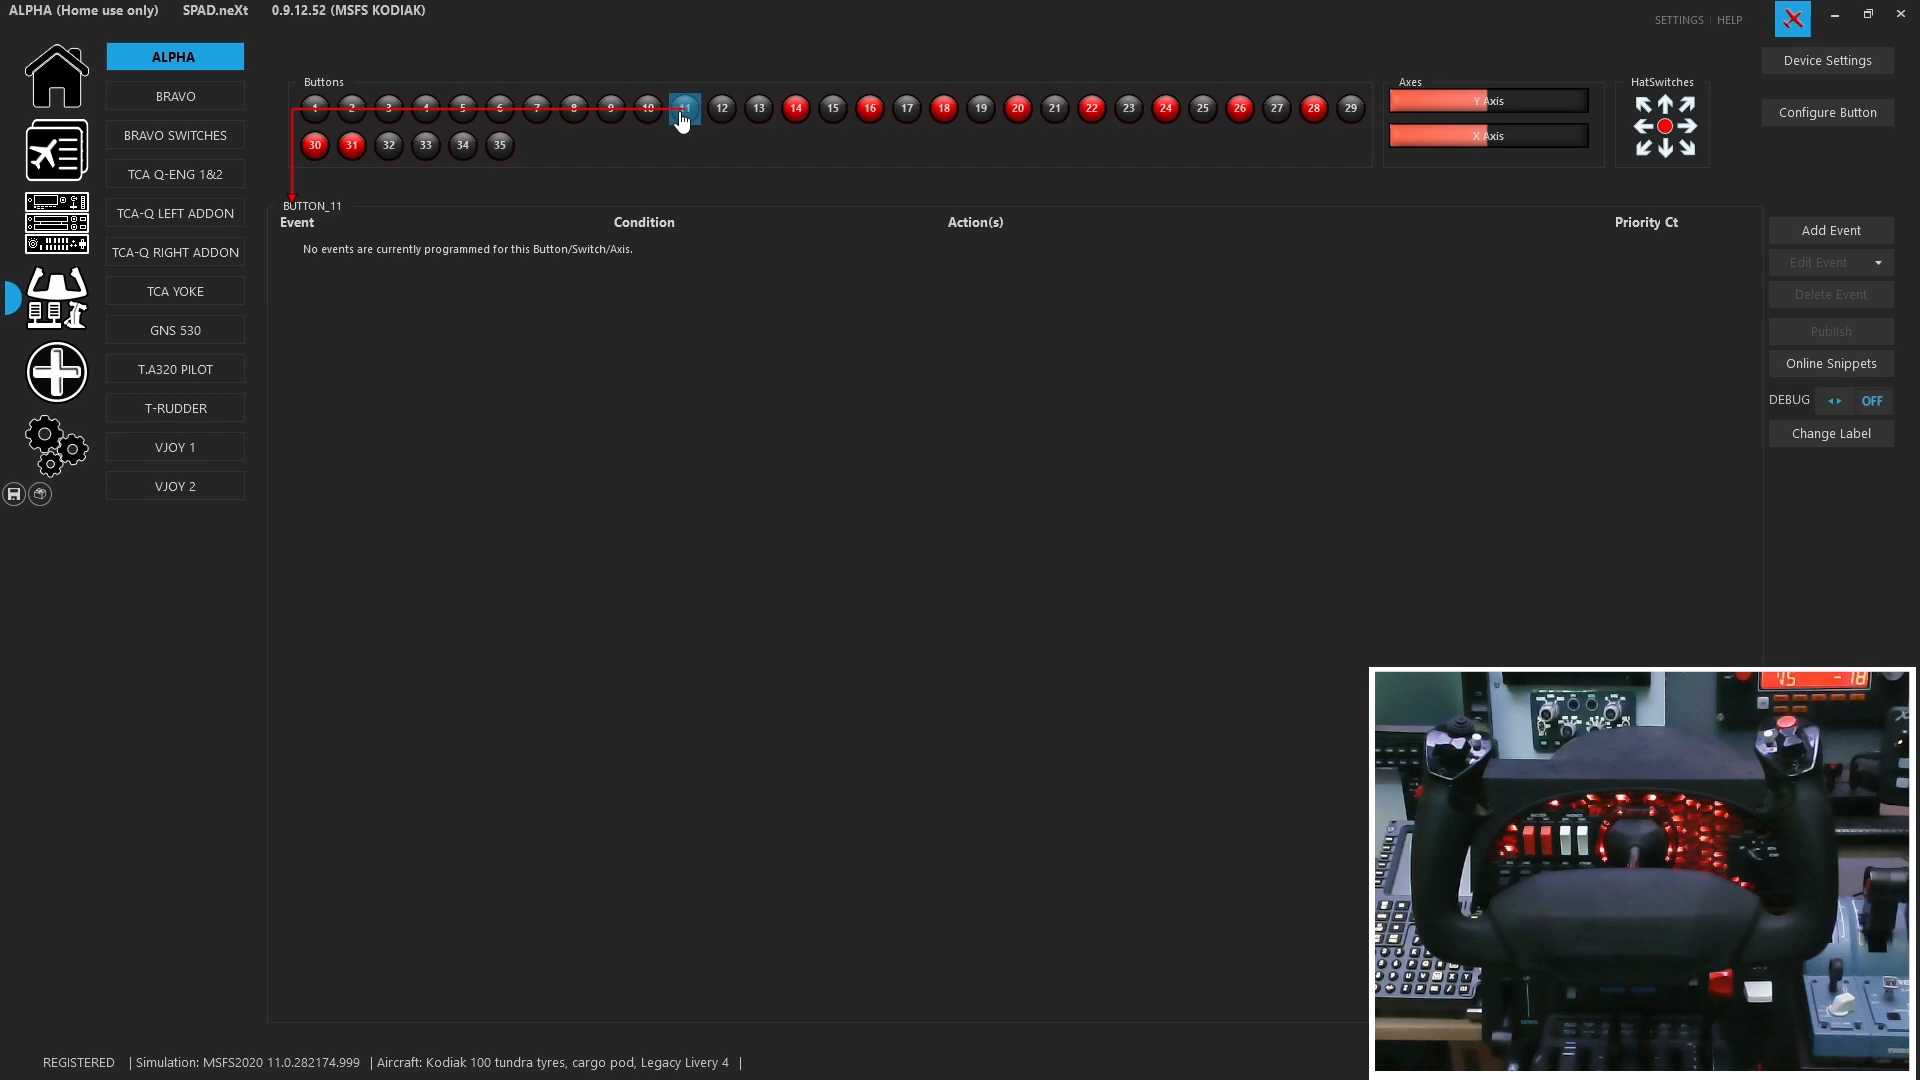 ALPHA (Home use only) SPAD.neXt 0.9.12.52 (MSFS KODIAK)
SETTINGS | HELP
ALPHA
BRAVO
BRAVO SWITCHES
TCA Q-ENG 1&2
TCA-Q LEFT ADDON
TCA-Q RIGHT ADDON
TCA YOKE
GNS 530
T.A320 PILOT
T-RUDDER
VJOY 1
VJOY 2
Buttons
1 2 3 4 5 6 7 8 9 10 11 12 13 14 15 16 17 18 19 20 21 22 23 24 25 26 27 28 29
30 31 32 33 34 35
Axes
Y Axis
X Axis
HatSwitches
Device Settings
Configure Button
BUTTON_11
Event Condition Action(s) Priority Ct
No events are currently programmed for this Button/Switch/Axis.
Add Event
Edit Event
Delete Event
Publish
Online Snippets
DEBUG OFF
Change Label
REGISTERED | Simulation: MSFS2020 11.0.282174.999 | Aircraft: Kodiak 100 tundra tyres, cargo pod, Legacy Livery 4 |